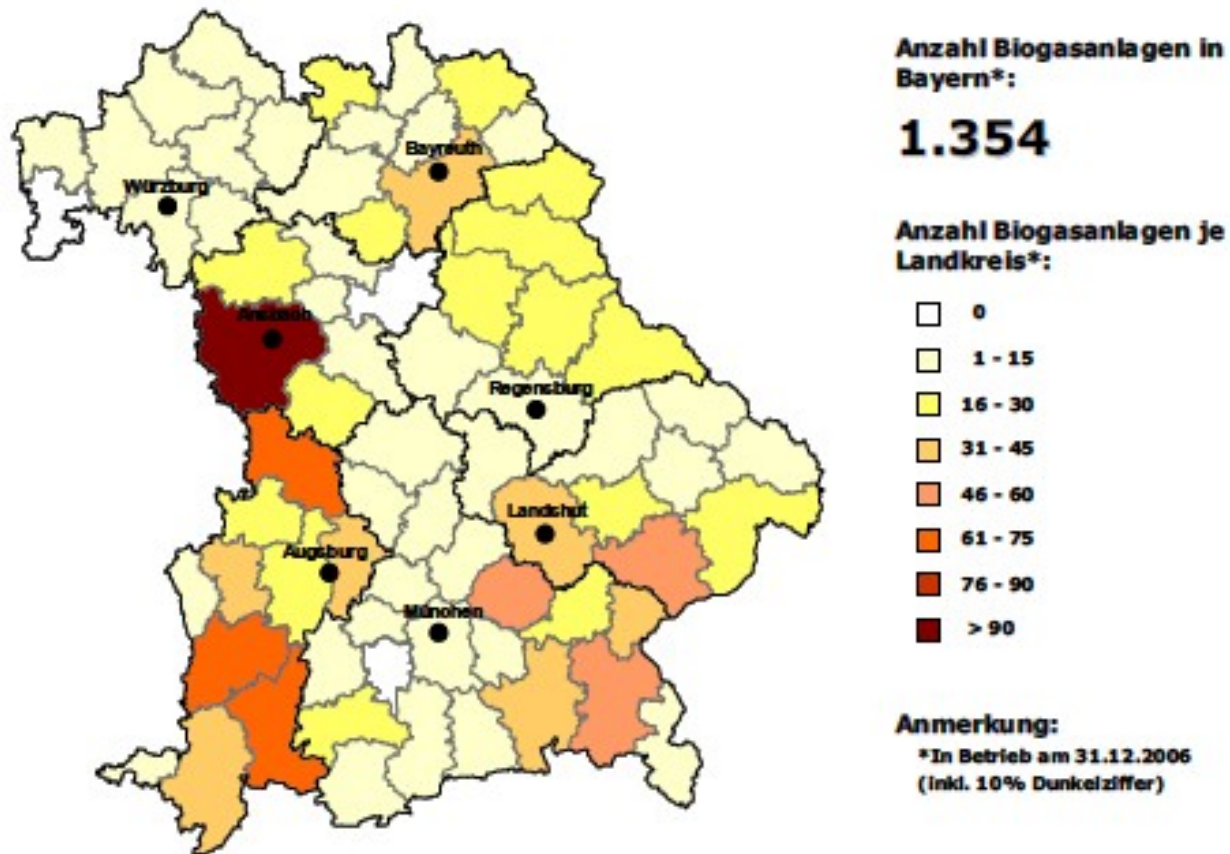 Anzahl Biogasanlagen in
Bayern*:
1.354
Anzahl Biogasanlagen je
Landkreis*:
0
1 - 15
16 - 30
31 - 45
46 - 60
61 - 75
76 - 90
> 90
Anmerkung:
*In Betrieb am 31.12.2006
(inkl. 10% Dunkelziffer)
Bayreuth
Würzburg
Ansbach
Regensburg
Landshut
Augsburg
München